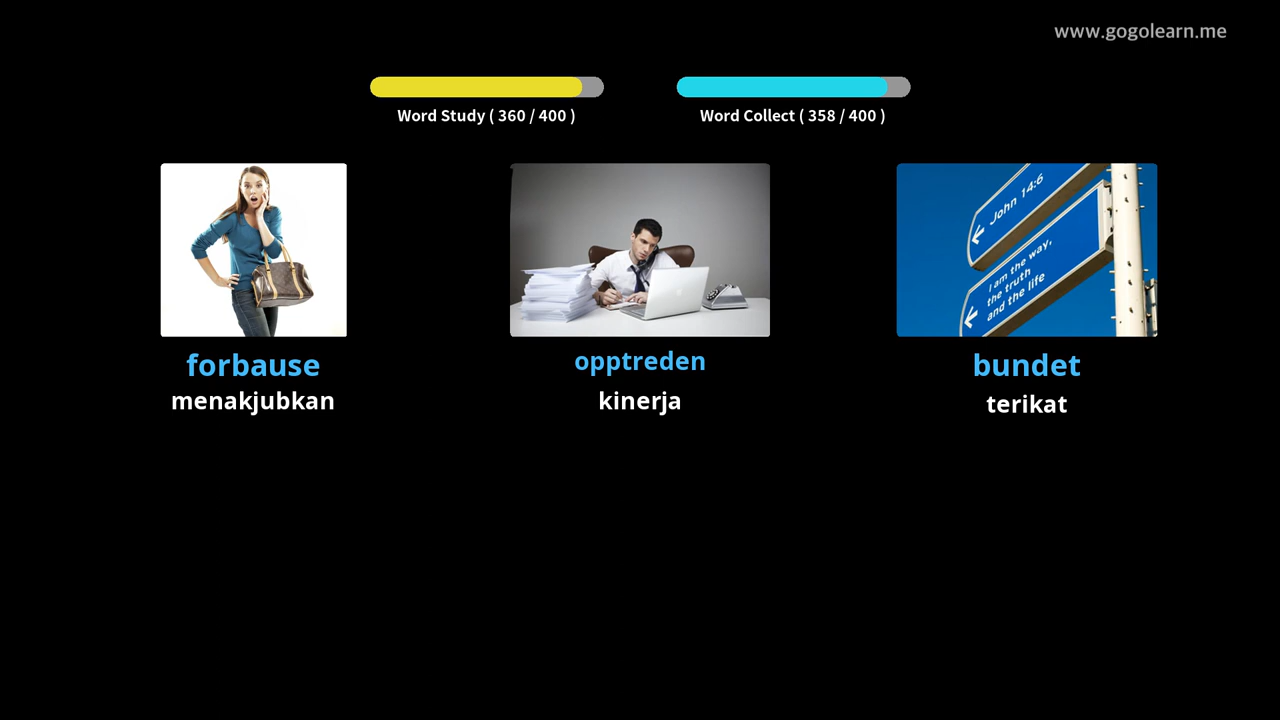 www.gogolearn.me
Word Study ( 360 / 400 )
Word Collect ( 358 / 400 )
John 14:6
I am the way,
the truth
and the life
forbause
opptreden
bundet
menakjubkan
kinerja
terikat